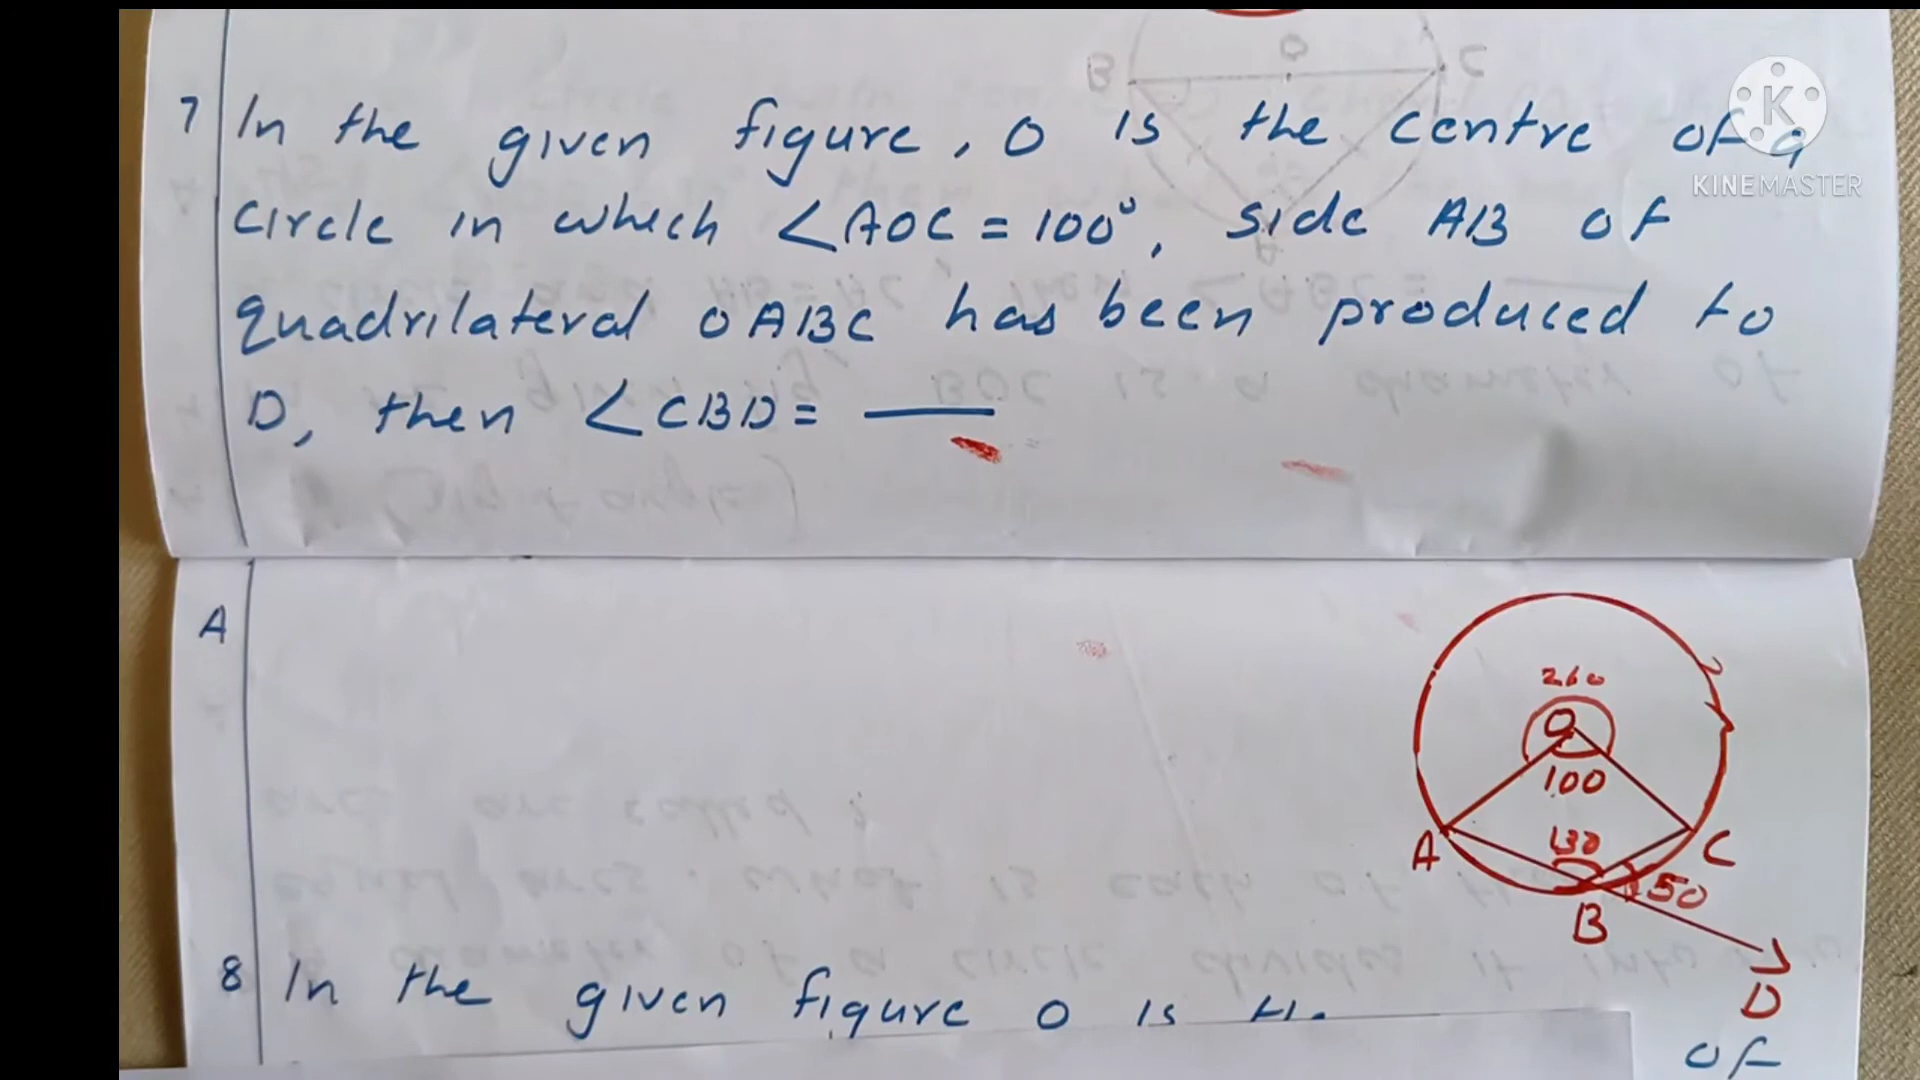 B O C
7 In the given figure, O is the centre of a
circle in which ∠AOC = 100°, side AB of
quadrilateral OABC has been produced to
D, then ∠CBD = ___
K
KINEMASTER
A
260
O
100
A 130 C
50
B
D
8 In the given figure O is
of